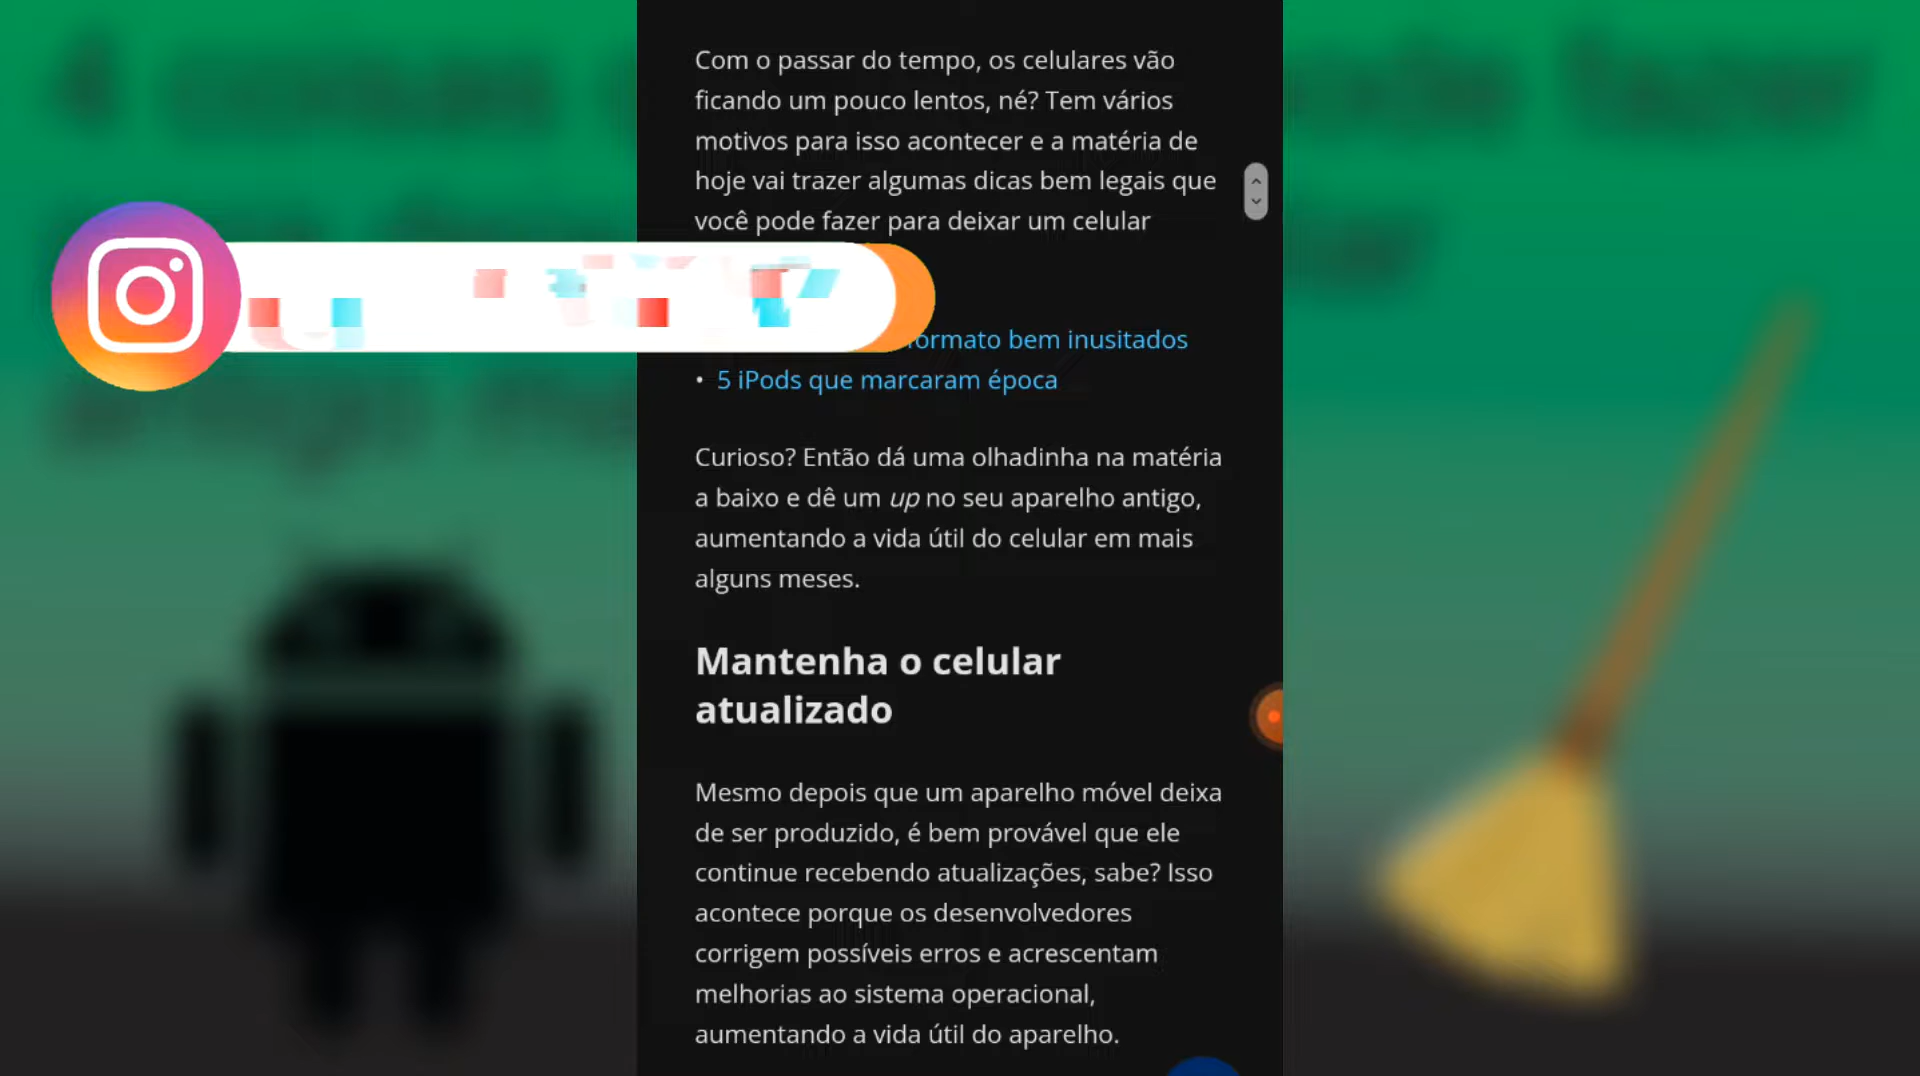 Com o passar do tempo, os celulares vão
ficando um pouco lentos, né? Tem vários
motivos para isso acontecer e a matéria de
hoje vai trazer algumas dicas bem legais que
você pode fazer para deixar um celular
formato bem inusitados
• 5 iPods que marcaram época
Curioso? Então dá uma olhadinha na matéria
a baixo e dê um up no seu aparelho antigo,
aumentando a vida útil do celular em mais
alguns meses.
Mantenha o celular
atualizado
Mesmo depois que um aparelho móvel deixa
de ser produzido, é bem provável que ele
continue recebendo atualizações, sabe? Isso
acontece porque os desenvolvedores
corrigem possíveis erros e acrescentam
melhorias ao sistema operacional,
aumentando a vida útil do aparelho.